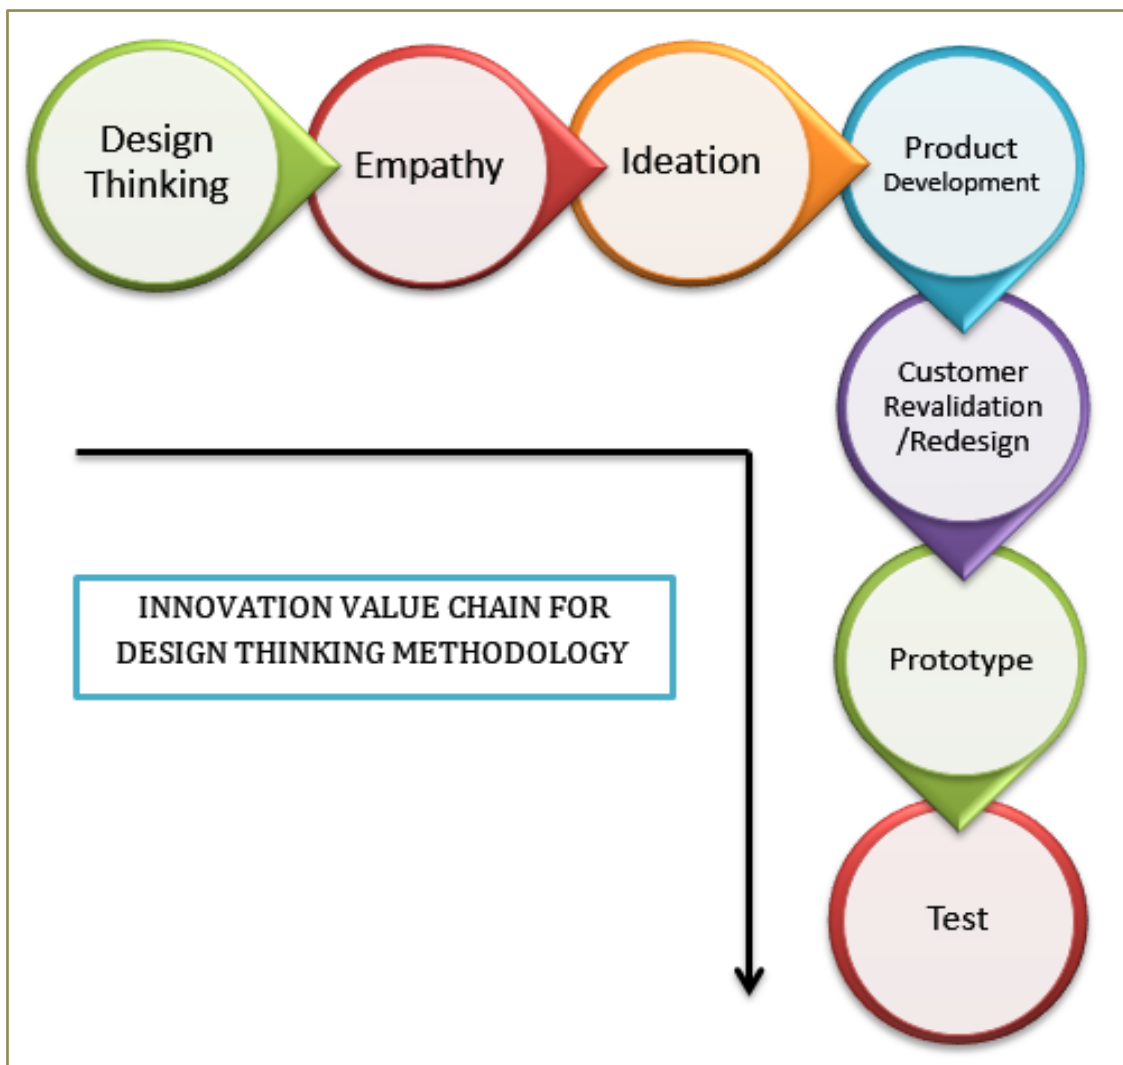 Design
Thinking
Empathy
Ideation
Product
Development
Customer
Revalidation
/Redesign
INNOVATION VALUE CHAIN FOR
DESIGN THINKING METHODOLOGY
Prototype
Test